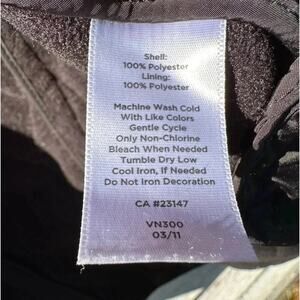 Shell:
100% Polyester
Lining:
100% Polyester
Machine Wash Cold
With Like Colors
Gentle Cycle
Only Non-Chlorine
Bleach When Needed
Tumble Dry Low
Cool Iron, If Needed
Do Not Iron Decoration
CA #23147
VN300
03/11